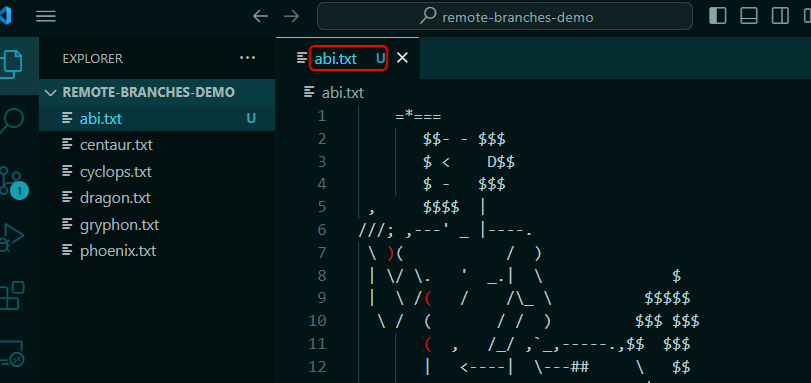 remote-branches-demo
EXPLORER ...
REMOTE-BRANCHES-DEMO
abi.txt U
centaur.txt
cyclops.txt
dragon.txt
gryphon.txt
phoenix.txt
1
abi.txt U
abi.txt
1     =*===
2        $$- - $$$
3        $ <    D$$
4        $ -   $$$
5  ,     $$$$  |
6 ///; ,---' _ |----.
7  \ )(            /  )
8  | \/ \.   '  _.|  \                 $
9  |  \ /(   /    /\_ \            $$$$$
10   \ /  (       / /  )           $$$ $$$
11        (  ,   /_/ ,`_,-----.,$$  $$$
12        |   <----|  \---##      \   $$